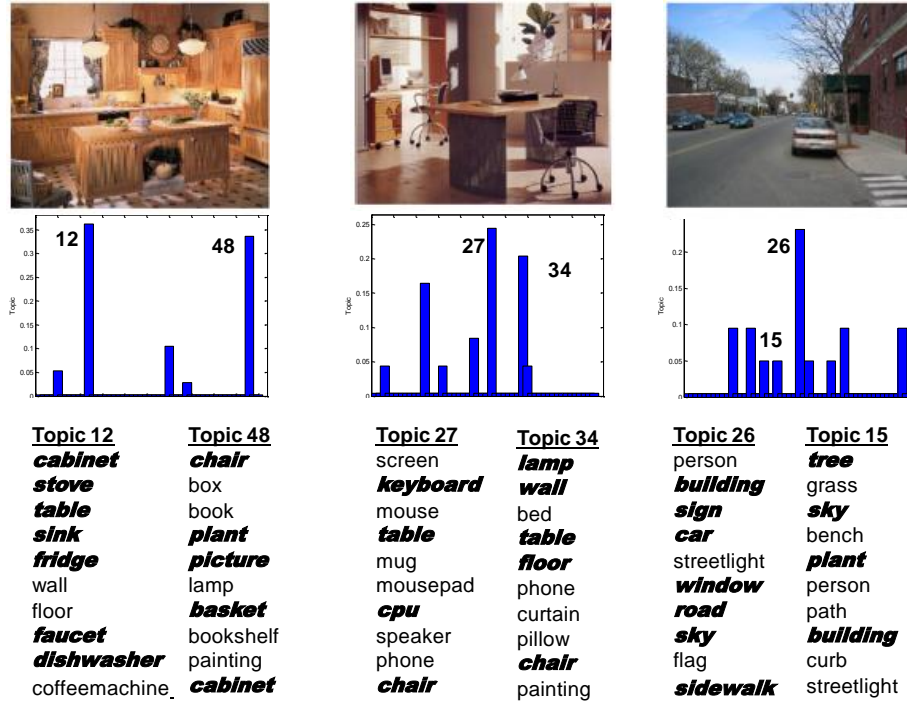 12
48
0.35
0.3
0.25
0.2
0.15
0.1
0.05
0
Topic
27
34
0.25
0.2
0.15
0.1
0.05
0
Topic
26
15
0.2
0.1
0.05
0
Topic
Topic 12
cabinet
stove
table
sink
fridge
wall
floor
faucet
dishwasher
coffeemachine
Topic 48
chair
box
book
plant
picture
lamp
basket
bookshelf
painting
cabinet
Topic 27
screen
keyboard
mouse
table
mug
mousepad
cpu
speaker
phone
chair
Topic 34
lamp
wall
bed
table
floor
phone
curtain
pillow
chair
painting
Topic 26
person
building
sign
car
streetlight
window
road
sky
flag
sidewalk
Topic 15
tree
grass
sky
bench
plant
person
path
building
curb
streetlight